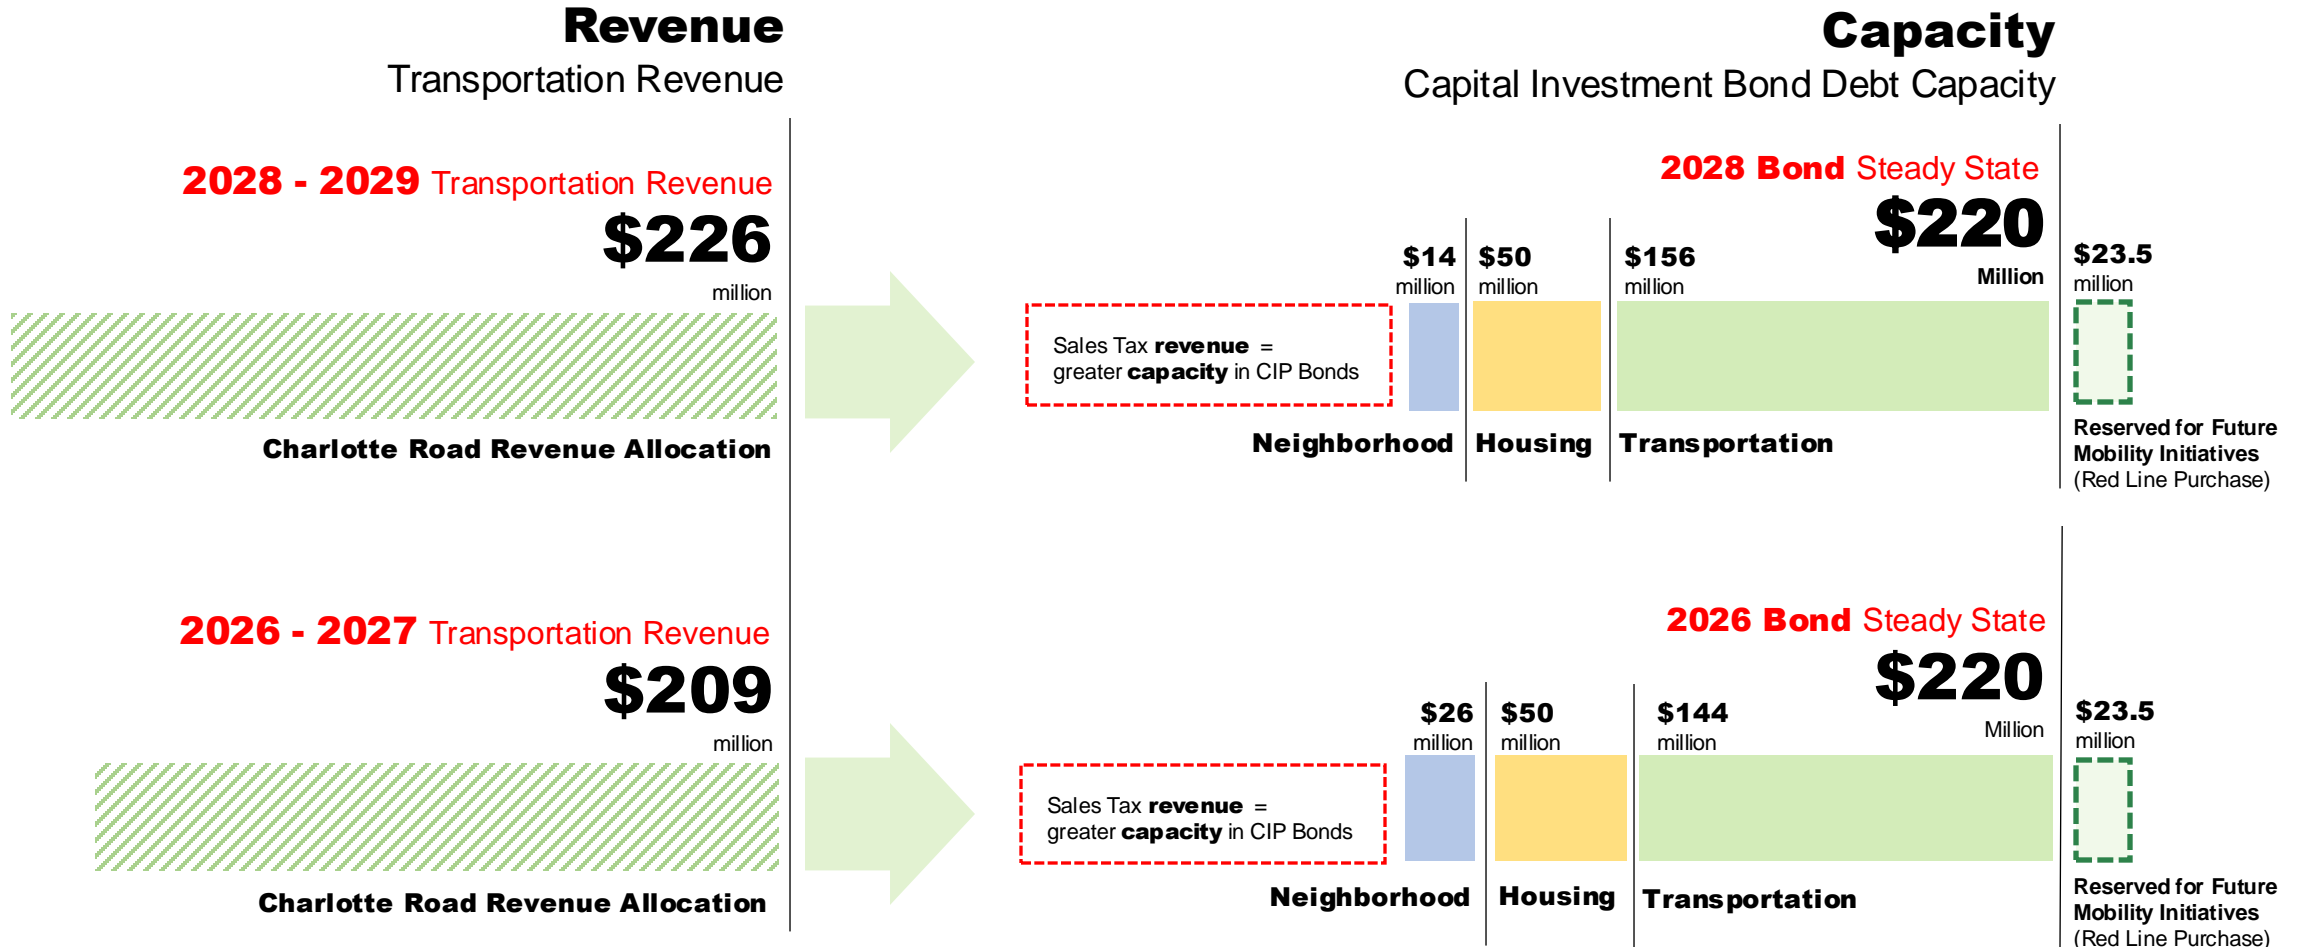 Revenue
Transportation Revenue
Capacity
Capital Investment Bond Debt Capacity
2028 - 2029 Transportation Revenue
$226
million
Charlotte Road Revenue Allocation
Sales Tax revenue =
greater capacity in CIP Bonds
2028 Bond Steady State
$220
Million
$14
million
Neighborhood
$50
million
Housing
$156
million
Transportation
$23.5
million
Reserved for Future
Mobility Initiatives
(Red Line Purchase)
2026 - 2027 Transportation Revenue
$209
million
Charlotte Road Revenue Allocation
Sales Tax revenue =
greater capacity in CIP Bonds
2026 Bond Steady State
$220
Million
$26
million
Neighborhood
$50
million
Housing
$144
million
Transportation
$23.5
million
Reserved for Future
Mobility Initiatives
(Red Line Purchase)